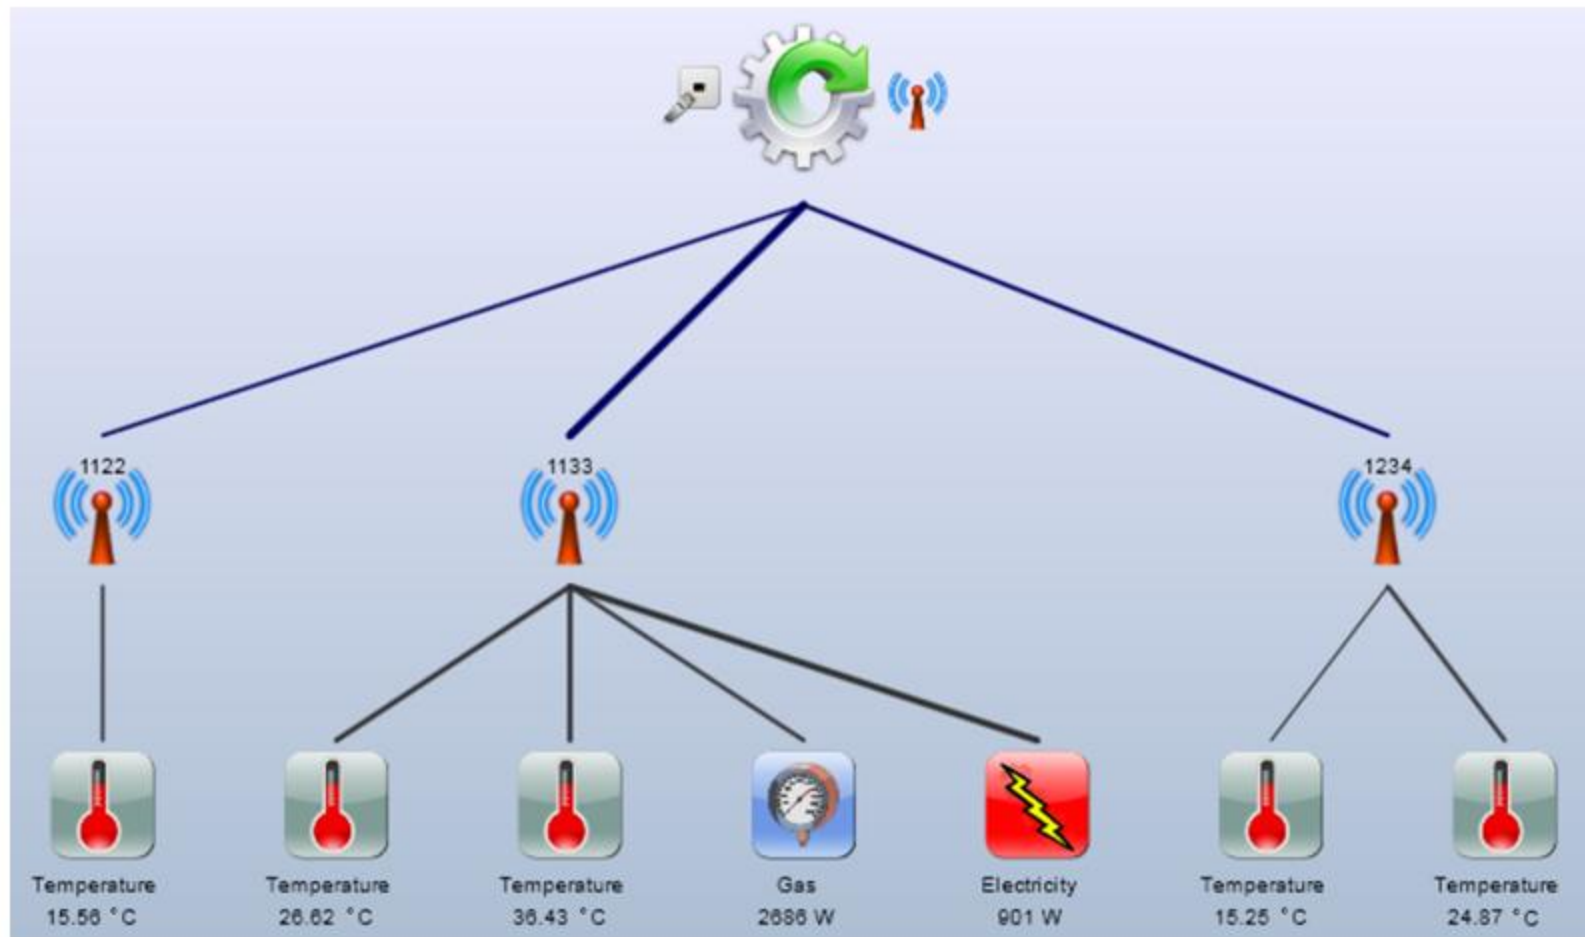 1122
1133
1234
Temperature
15.56 °C
Temperature
26.62 °C
Temperature
36.43 °C
Gas
2686 W
Electricity
901 W
Temperature
15.25 °C
Temperature
24.87 °C